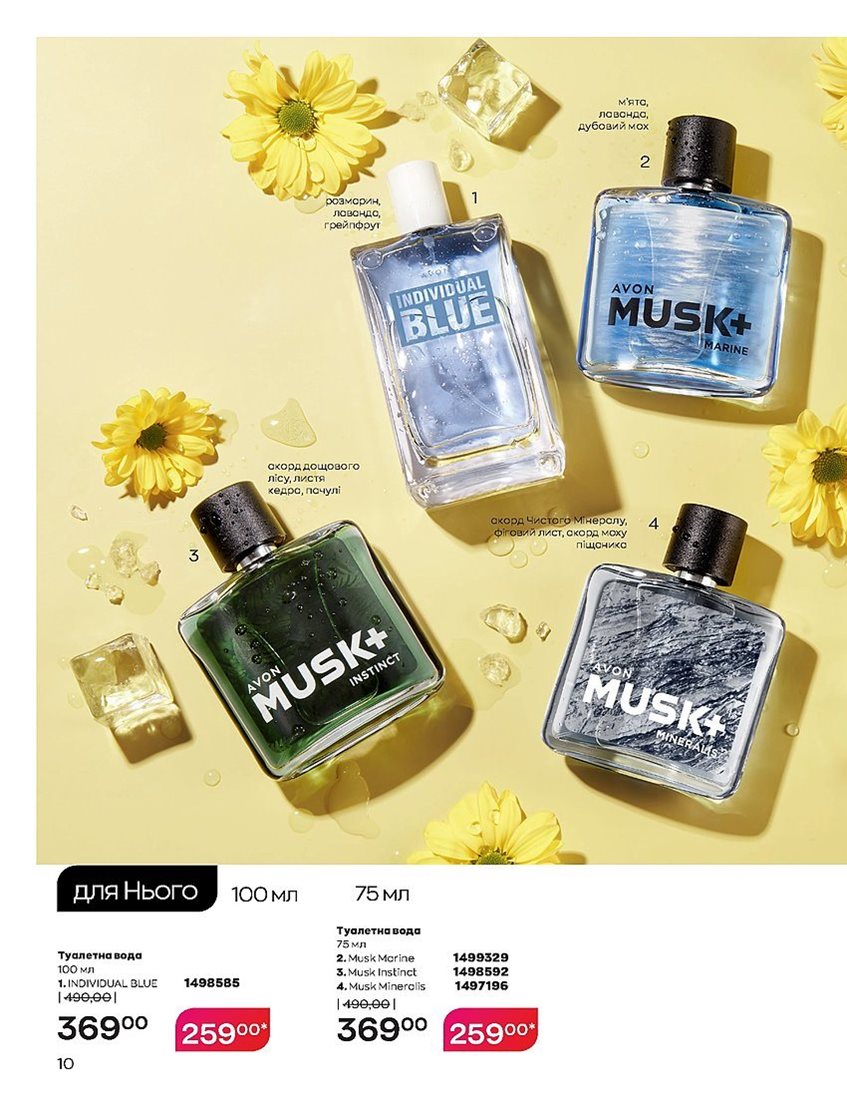 м'ята,
лаванда,
дубовий мох
2
розмарин,
лаванда,
грейпфрут
1
AVON
INDIVIDUAL
BLUE
AVON
MUSK+
MARINE
акорд дощового
лісу, листя
кедра, пачулі
3
AVON
MUSK+
INSTINCT
акорд Чистого Мінералу,
фіговий лист, акорд моху
піщаника
4
AVON
MUSK+
MINERALIS
для Нього
100 мл
75 мл
Туалетна вода
100 мл
1. INDIVIDUAL BLUE 1498585
| 490,00 |
369⁰⁰ 259⁰⁰*
Туалетна вода
75 мл
2. Musk Marine 1499329
3. Musk Instinct 1498592
4. Musk Mineralis 1497196
| 490,00 |
369⁰⁰ 259⁰⁰*
10